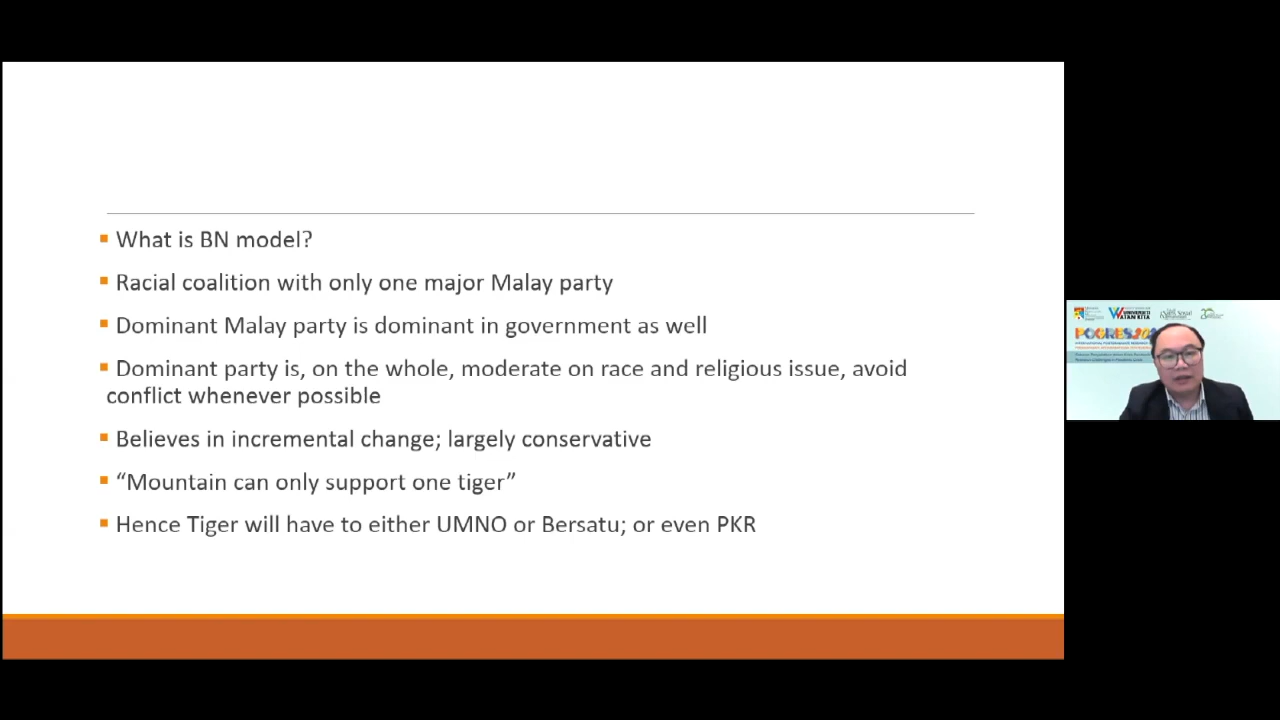 What is BN model?
Racial coalition with only one major Malay party
Dominant Malay party is dominant in government as well
Dominant party is, on the whole, moderate on race and religious issue, avoid
conflict whenever possible
Believes in incremental change; largely conservative
“Mountain can only support one tiger”
Hence Tiger will have to either UMNO or Bersatu; or even PKR